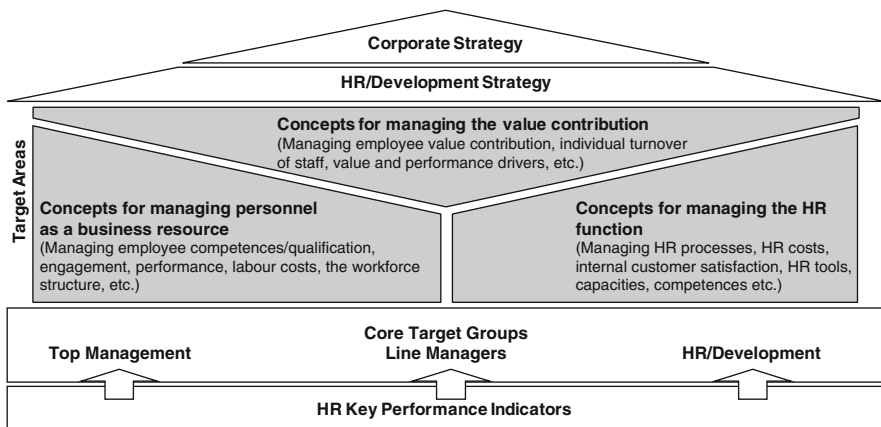 Corporate Strategy
HR/Development Strategy
Target Areas
Concepts for managing the value contribution
(Managing employee value contribution, individual turnover
of staff, value and performance drivers, etc.)
Concepts for managing personnel
as a business resource
(Managing employee competences/qualification,
engagement, performance, labour costs, the workforce
structure, etc.)
Concepts for managing the HR
function
(Managing HR processes, HR costs,
internal customer satisfaction, HR tools,
capacities, competences etc.)
Core Target Groups
Top Management Line Managers HR/Development
HR Key Performance Indicators